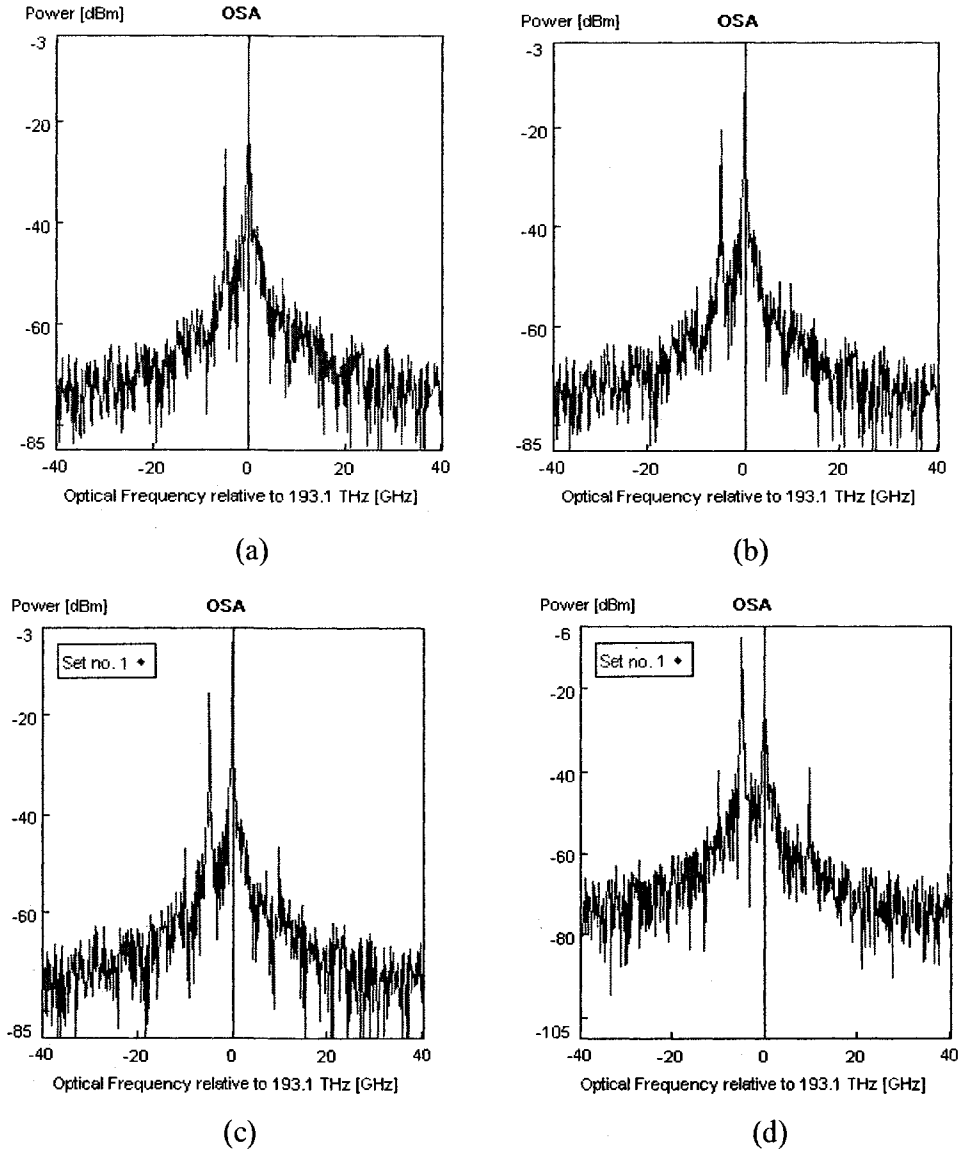 Power [dBm] OSA
-3
-20
-40
-60
-85
-40 -20 0 20 40
Optical Frequency relative to 193.1 THz [GHz]
(a)
Power [dBm] OSA
-3
-20
-40
-60
-85
-40 -20 0 20 40
Optical Frequency relative to 193.1 THz [GHz]
(b)
Power [dBm] OSA
-3
Set no. 1
-20
-40
-60
-85
-40 -20 0 20 40
Optical Frequency relative to 193.1 THz [GHz]
(c)
Power [dBm] OSA
-6
Set no. 1
-20
-40
-60
-80
-105
-40 -20 0 20 40
Optical Frequency relative to 193.1 THz [GHz]
(d)